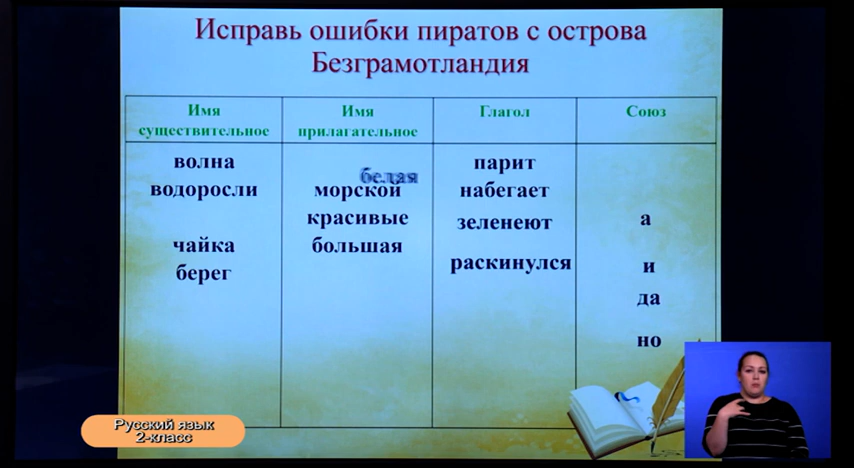 Исправь ошибки пиратов с острова
Безграмотландия
Имя
существительное
Имя
прилагательное
Глагол
Союз
волна
водоросли
чайка
берег
белая
морской
красивые
большая
парит
набегает
зеленеют
раскинулся
а
и
да
но
Русский язык
2-класс